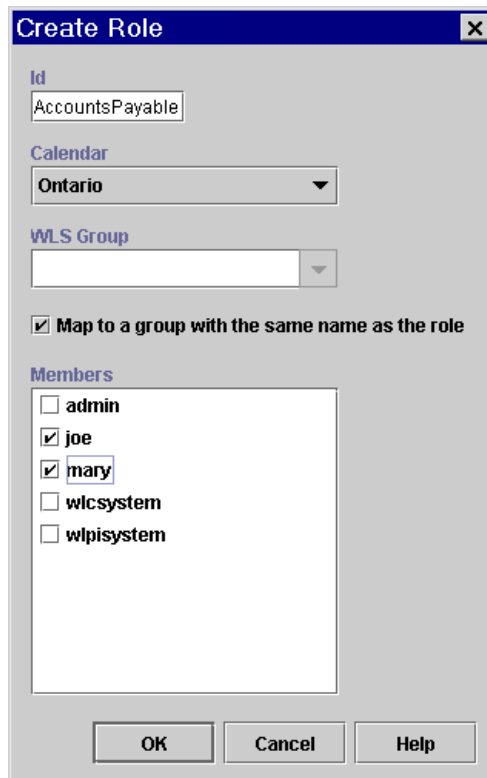 Create Role
Id
AccountsPayable
Calendar
Ontario
WLS Group
Map to a group with the same name as the role
Members
admin
joe
mary
wlcsystem
wlpisystem
OK Cancel Help